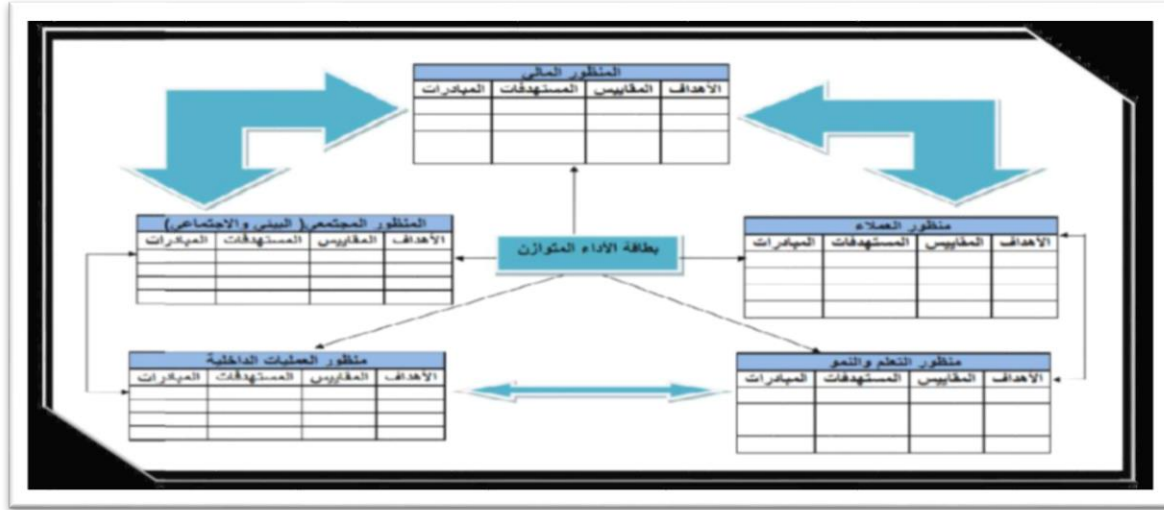 المنظور المالي
الأهداف المقاييس المستهدفات المبادرات
منظور العملاء
الأهداف المقاييس المستهدفات المبادرات
المنظور المجتمعي( البيئي والاجتماعي)
الأهداف المقاييس المستهدفات المبادرات
بطاقة الأداء المتوازن
منظور التعلم والنمو
الأهداف المقاييس المستهدفات المبادرات
منظور العمليات الداخلية
الأهداف المقاييس المستهدفات المبادرات